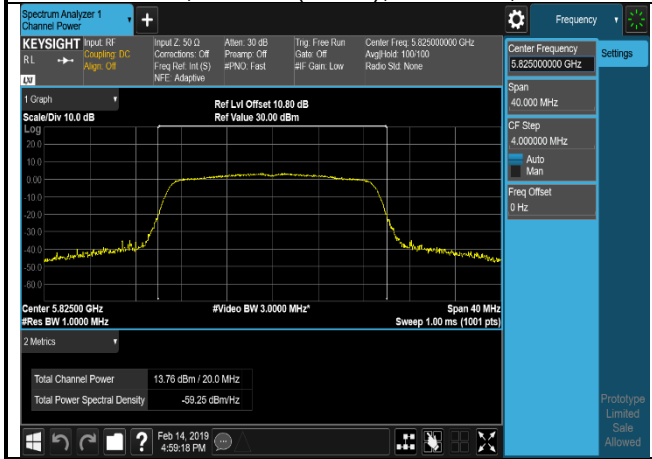 Spectrum Analyzer 1
Channel Power
+
Frequency
KEYSIGHT
RL
LXI
Input: RF
Coupling: DC
Align: Off
Input Z: 50 Ω
Corrections: Off
Freq Ref: Int (S)
NFE: Adaptive
Atten: 30 dB
Preamp: Off
#PNO: Fast
Trig: Free Run
Gate: Off
#IF Gain: Low
Center Freq: 5.825000000 GHz
Avg|Hold: 100/100
Radio Std: None
Center Frequency
5.825000000 GHz
Settings
Span
40.000 MHz
CF Step
4.000000 MHz
Auto
Man
Freq Offset
0 Hz
1 Graph
Scale/Div 10.0 dB
Ref Lvl Offset 10.80 dB
Ref Value 30.00 dBm
Log
20.0
10.0
0.00
-10.0
-20.0
-30.0
-40.0
-50.0
-60.0
Center 5.82500 GHz
#Res BW 1.0000 MHz
#Video BW 3.0000 MHz*
Span 40 MHz
Sweep 1.00 ms (1001 pts)
2 Metrics
Total Channel Power 13.76 dBm / 20.0 MHz
Total Power Spectral Density -59.25 dBm/Hz
Prototype
Limited
Sale
Allowed
?
Feb 14, 2019
4:59:18 PM